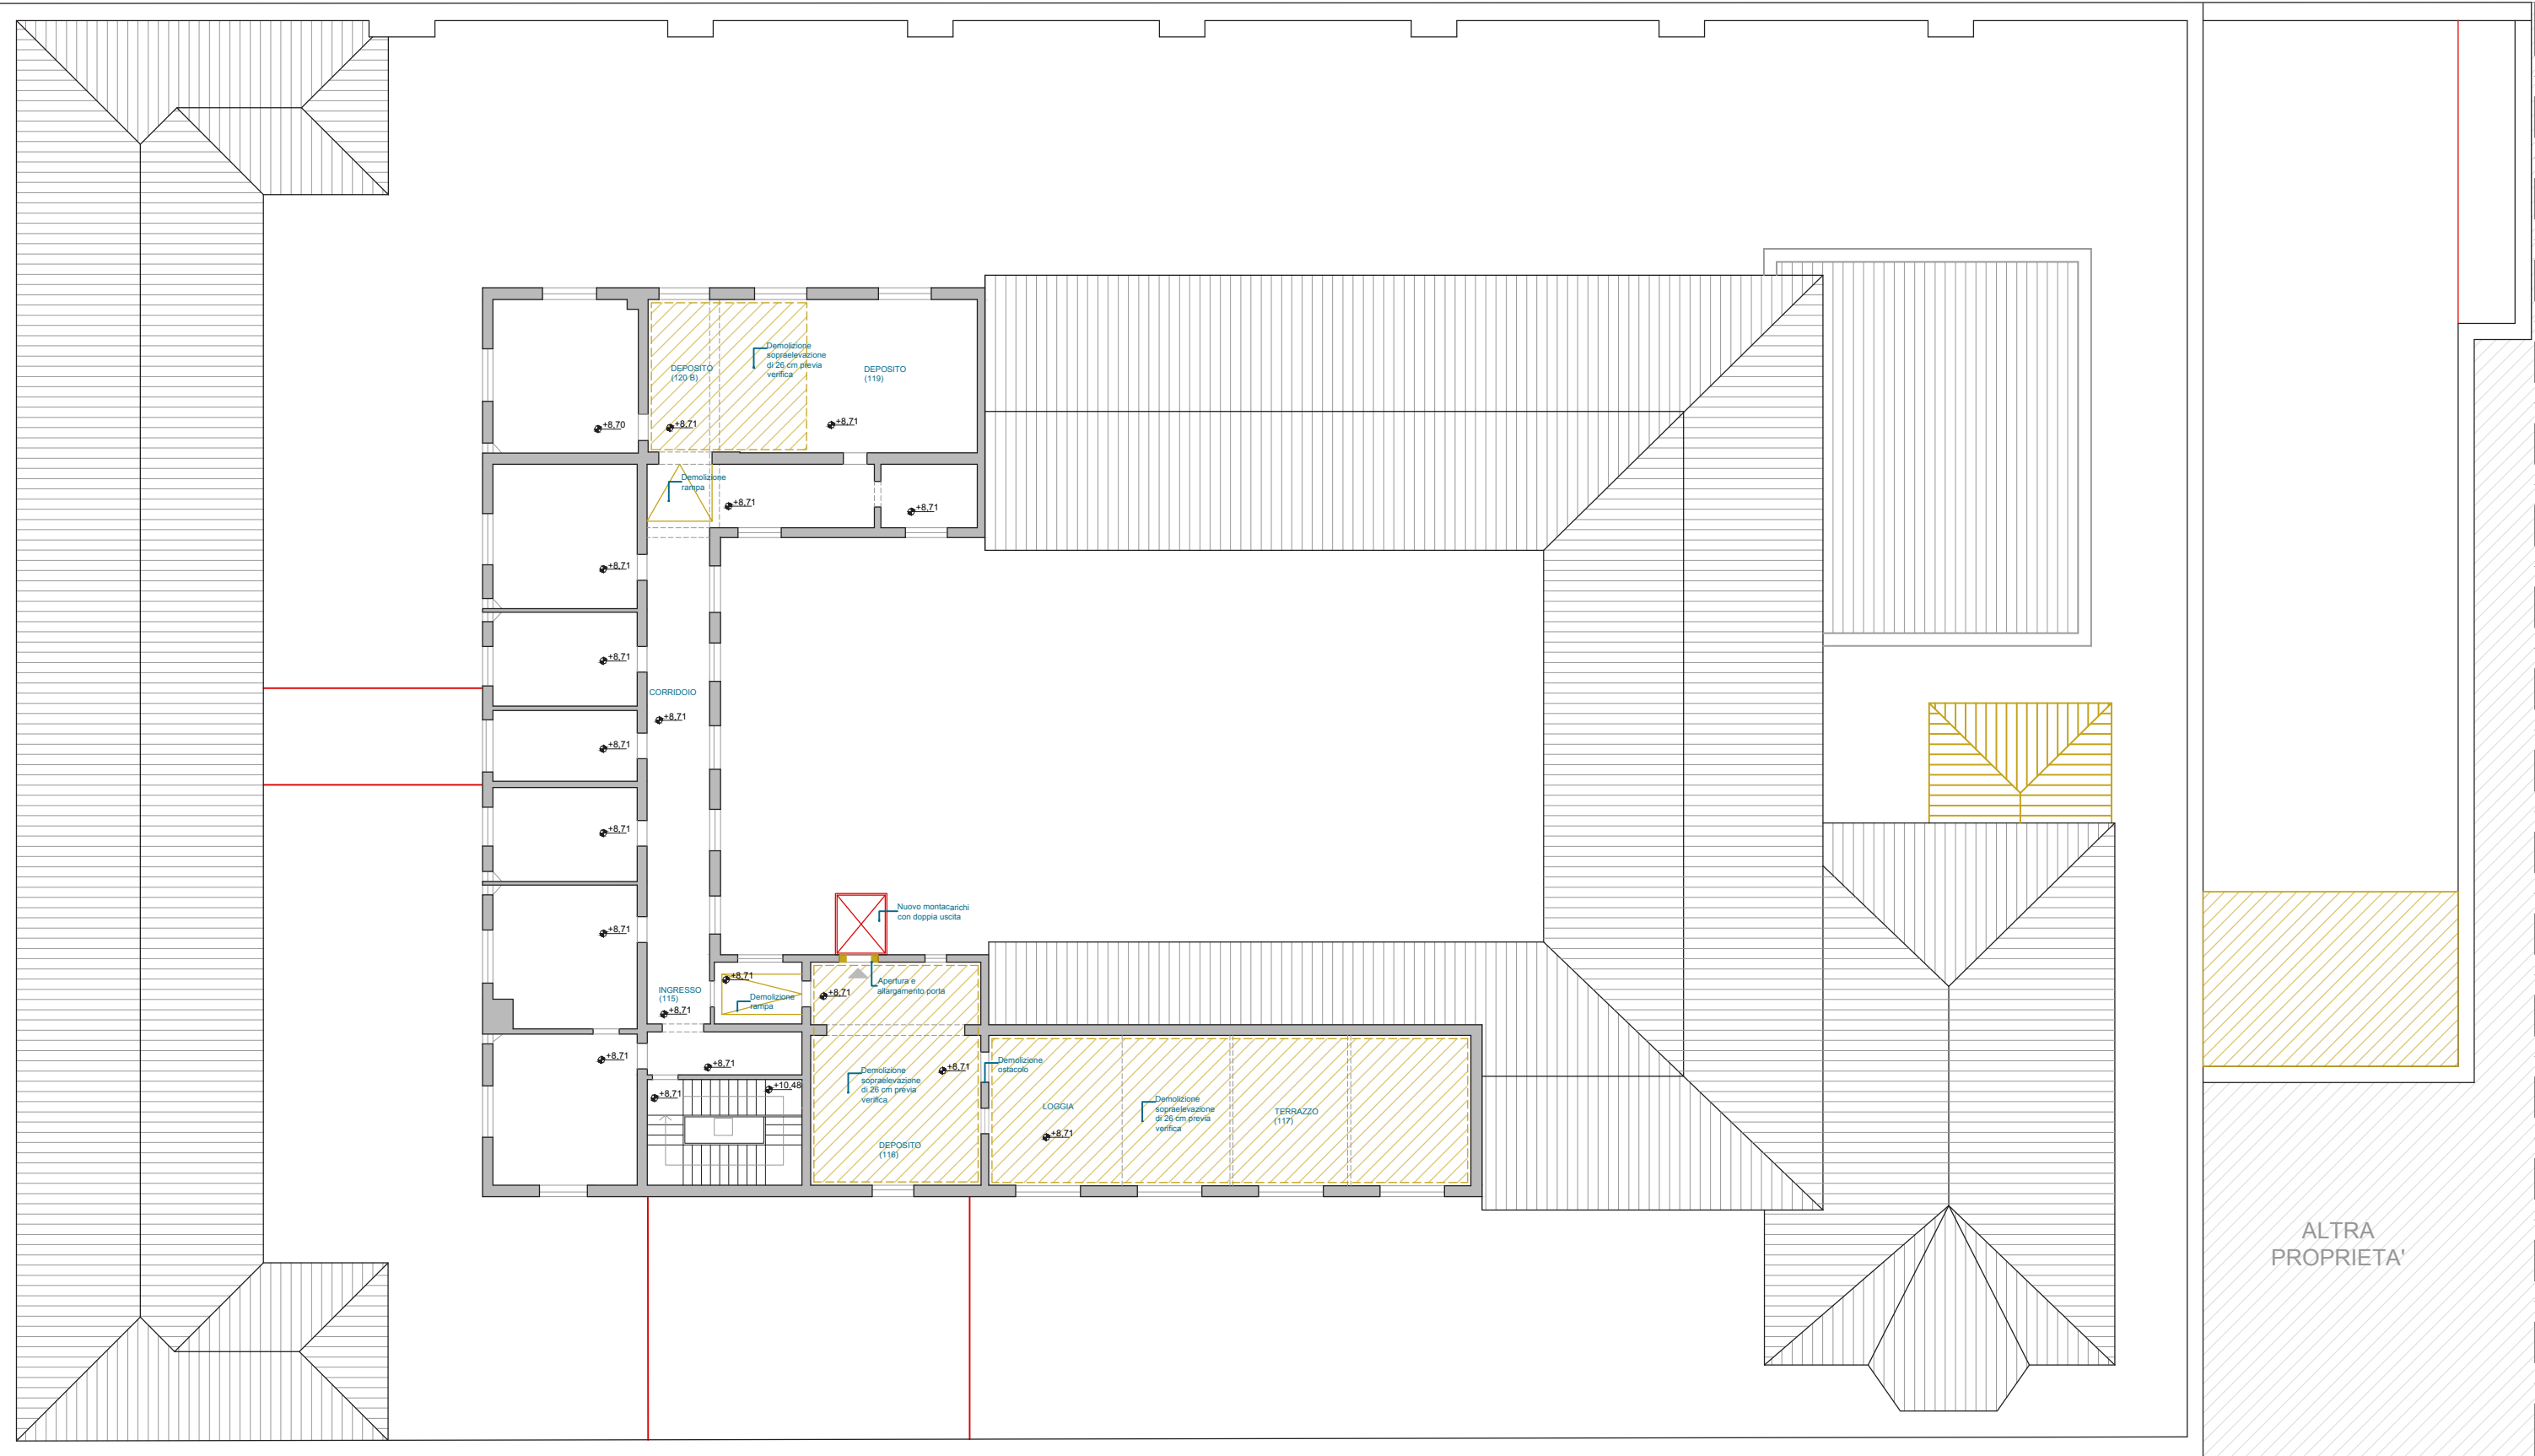 Demolizione
sopraelevazione
di 26 cm previa
verifica
DEPOSITO
(120 B)
DEPOSITO
(119)
+8,70
+8,71
+8,71
Demolizione
rampa
+8,71
+8,71
+8,71
+8,71
CORRIDOIO
+8,71
+8,71
+8,71
Nuovo montacarichi
con doppia uscita
+8,71
+8,71
Apertura e
allargamento porta
INGRESSO
(115)
Demolizione
rampa
+8,71
+8,71
+8,71
+8,71
+8,71
Demolizione
ostacolo
Demolizione
sopraelevazione
di 26 cm previa
verifica
+10,48
+8,71
LOGGIA
Demolizione
sopraelevazione
di 26 cm previa
verifica
TERRAZZO
(117)
+8,71
DEPOSITO
(116)
ALTRA
PROPRIETA'